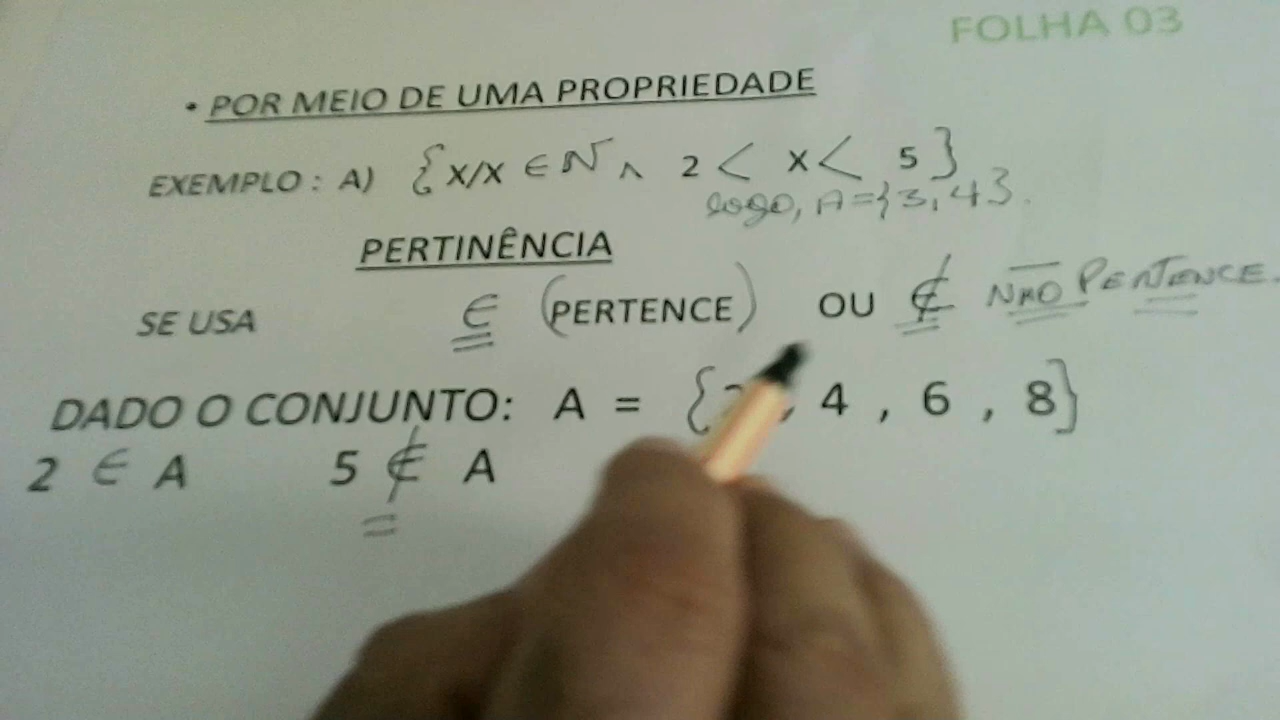 FOLHA 03
• POR MEIO DE UMA PROPRIEDADE
EXEMPLO : A) {X/X ∈ N ∧ 2 < X < 5}
logo, A={3,4}.
PERTINÊNCIA
SE USA ∈ (PERTENCE) OU ∉ NÃO PERTENCE.
DADO O CONJUNTO: A = {2, 4 , 6 , 8}
2 ∈ A 5 ∉ A